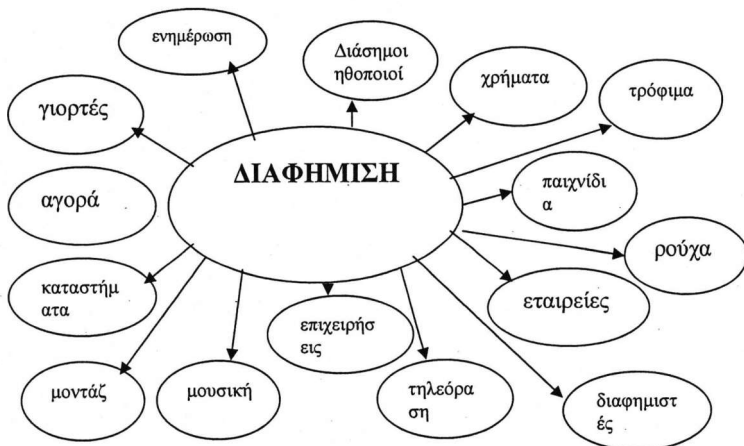 ενημέρωση
Διάσημοι
ηθοποιοί
χρήματα
τρόφιμα
γιορτές
ΔΙΑΦΗΜΙΣΗ
παιχνίδι
α
αγορά
ρούχα
καταστήμ
ατα
εταιρείες
επιχειρήσ
εις
μοντάζ
μουσική
τηλεόρα
ση
διαφημιστ
ές